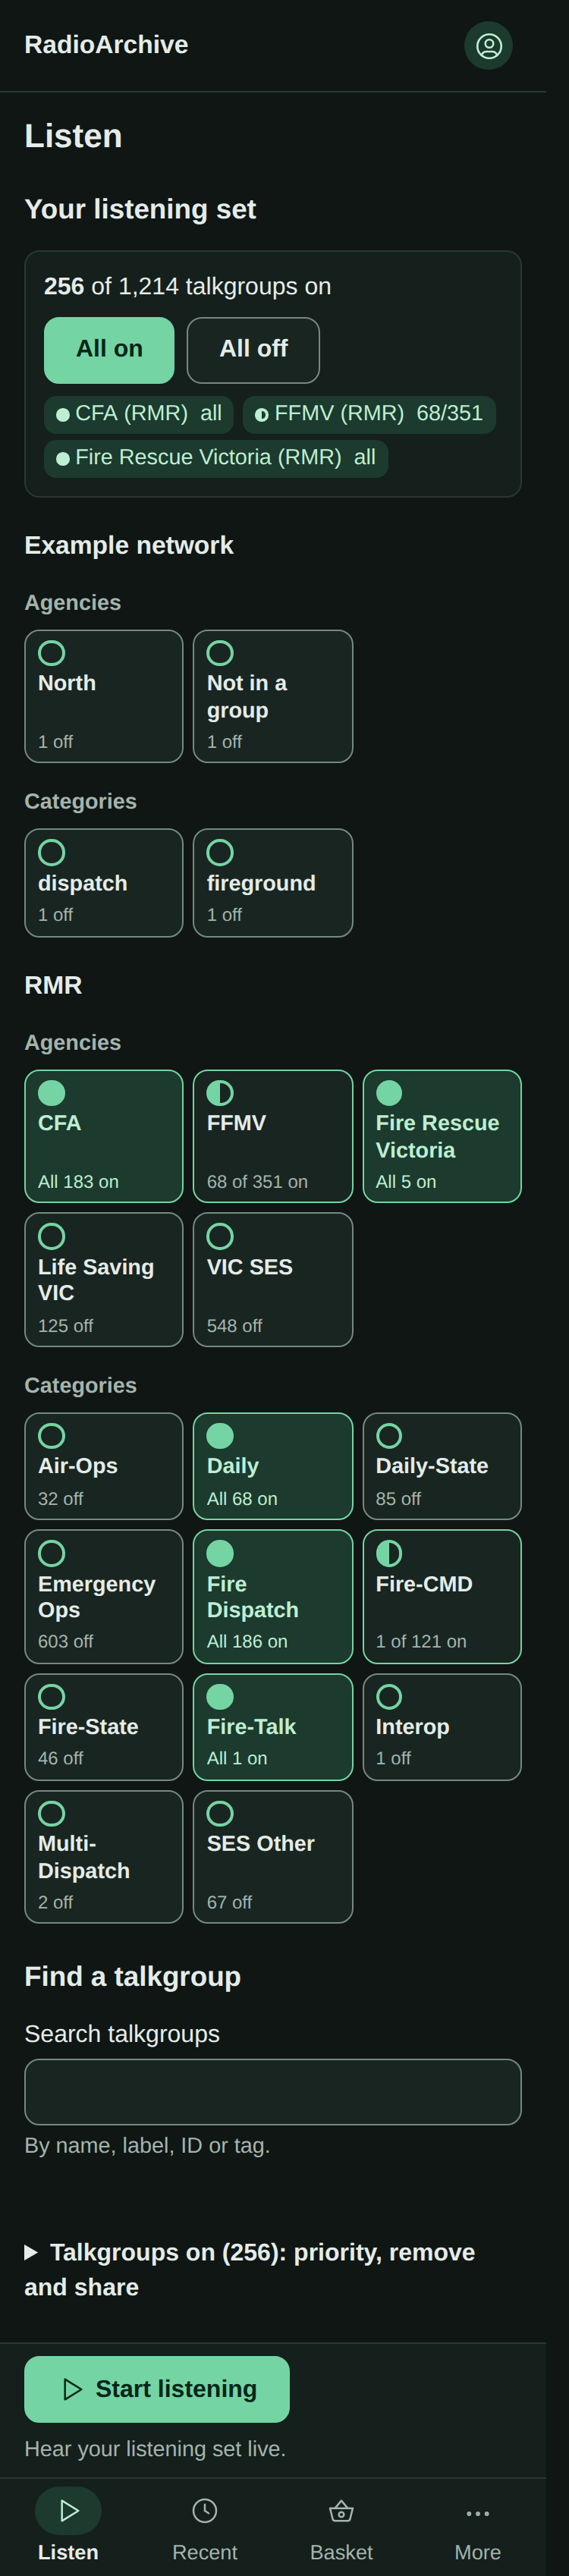 RadioArchive
Listen
Your listening set
256 of 1,214 talkgroups on
All on All off
CFA (RMR) all FFMV (RMR) 68/351
Fire Rescue Victoria (RMR) all
Example network
Agencies
North Not in a
group
1 off 1 off
Categories
dispatch fireground
1 off 1 off
RMR
Agencies
CFA FFMV Fire Rescue
Victoria
All 183 on 68 of 351 on All 5 on
Life Saving VIC SES
VIC
125 off 548 off
Categories
Air-Ops Daily Daily-State
32 off All 68 on 85 off
Emergency Fire Fire-CMD
Ops Dispatch
603 off All 186 on 1 of 121 on
Fire-State Fire-Talk Interop
46 off All 1 on 1 off
Multi- SES Other
Dispatch
2 off 67 off
Find a talkgroup
Search talkgroups
By name, label, ID or tag.
Talkgroups on (256): priority, remove
and share
Start listening
Hear your listening set live.
Listen Recent Basket More